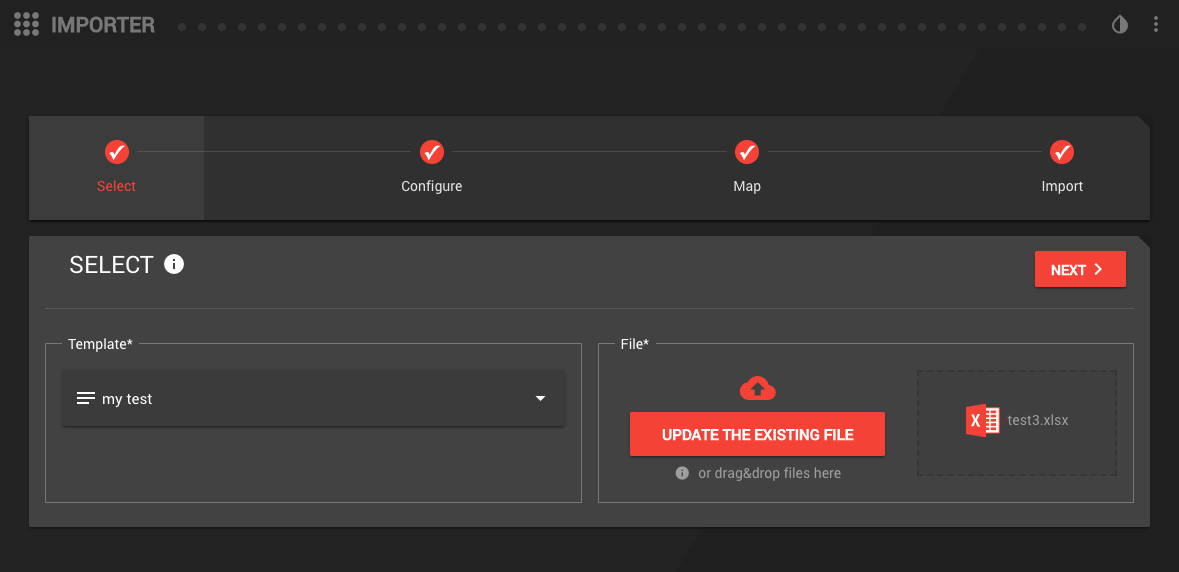 IMPORTER
Select
Configure
Map
Import
SELECT
NEXT
Template*
my test
File*
UPDATE THE EXISTING FILE
or drag&drop files here
X
test3.xlsx